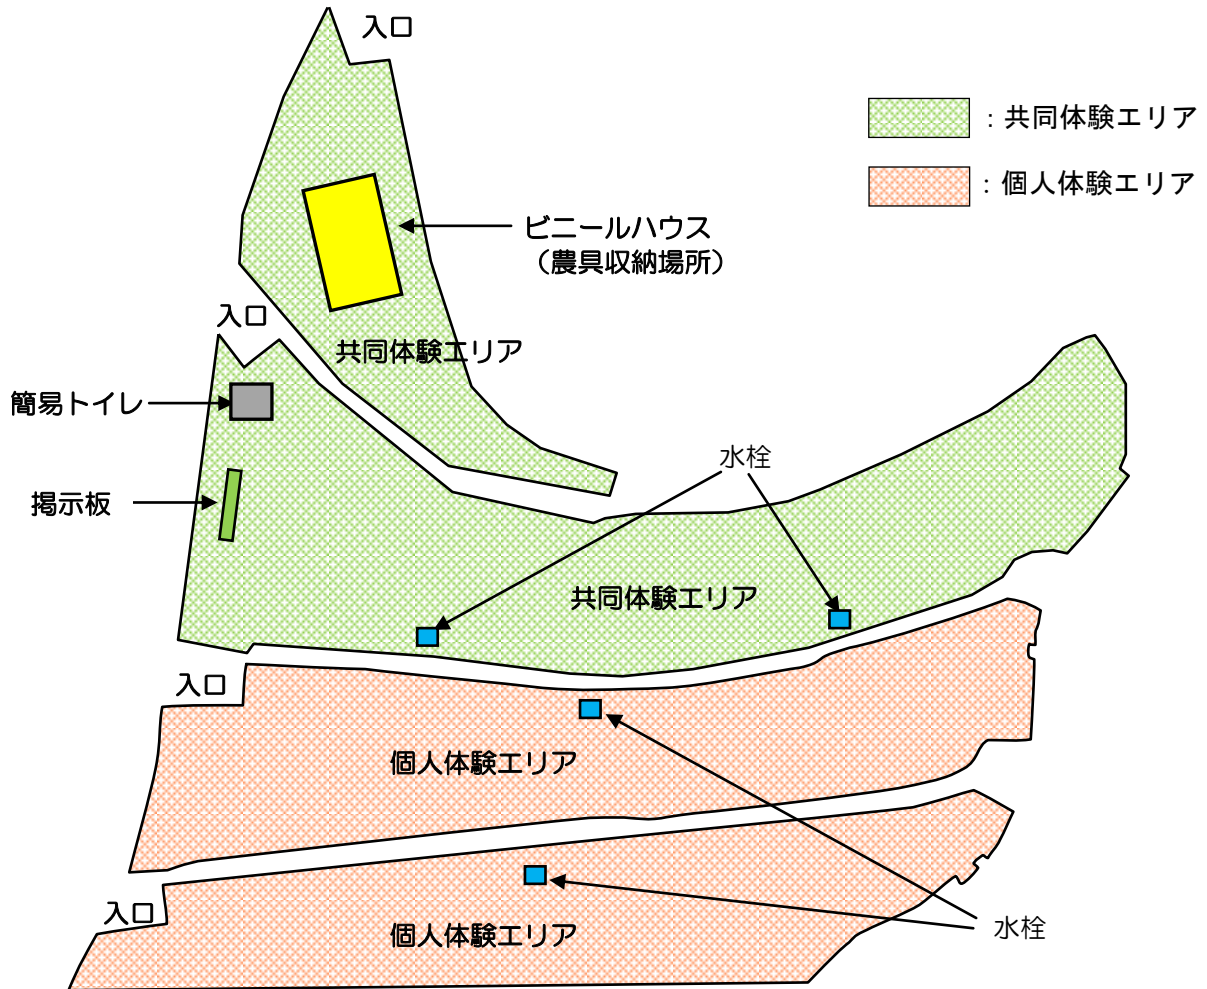 入口
：共同体験エリア
：個人体験エリア
ビニールハウス
（農具収納場所）
入口
共同体験エリア
簡易トイレ
水栓
掲示板
共同体験エリア
入口
個人体験エリア
入口
個人体験エリア
水栓